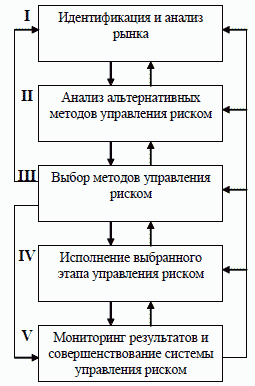 I
Идентификация и анализ
рынка
II
Анализ альтернативных
методов управления риском
III
Выбор методов управления
риском
IV
Исполнение выбранного
этапа управления риском
V
Мониторинг результатов и
совершенствование системы
управления риском